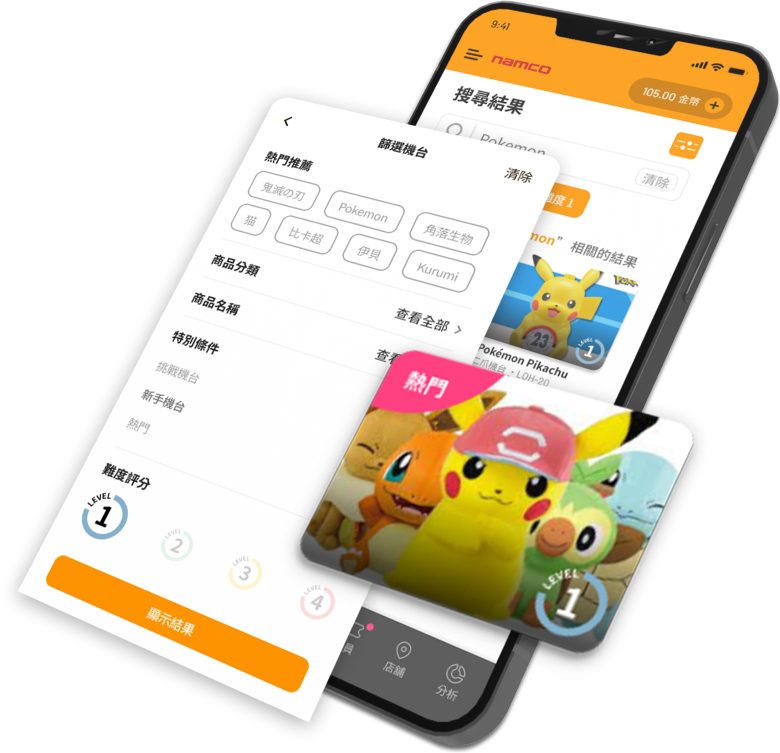 9:41
namco
105.00 金幣
搜尋結果
Pokemon
清除
難度 1
mon” 相關的結果
23
LEVEL
1
Pokémon Pikachu
二爪機台・LOH-20
篩選機台
清除
熱門推薦
鬼滅の刃
Pokemon
角落生物
猫
比卡超
伊貝
Kurumi
商品分類
查看全部
商品名稱
查看
特別條件
挑戰機台
新手機台
熱門
難度評分
LEVEL
1
LEVEL
2
LEVEL
3
LEVEL
4
顯示結果
熱門
LEVEL
1
員
店舖
分析